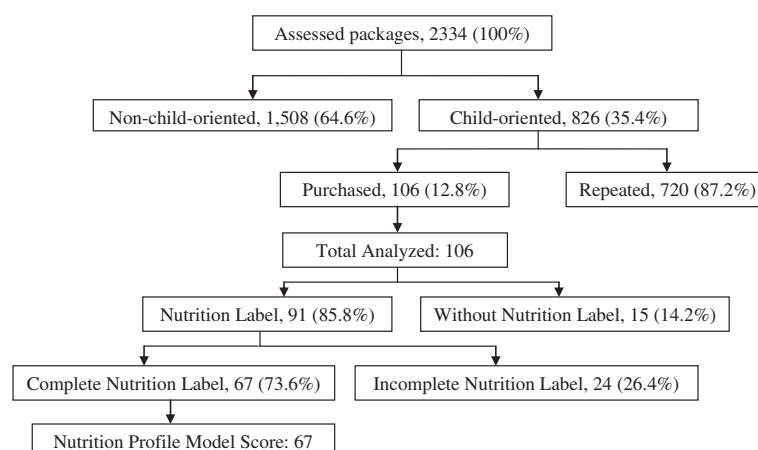 Assessed packages, 2334 (100%)
Non-child-oriented, 1,508 (64.6%)
Child-oriented, 826 (35.4%)
Purchased, 106 (12.8%)
Repeated, 720 (87.2%)
Total Analyzed: 106
Nutrition Label, 91 (85.8%)
Without Nutrition Label, 15 (14.2%)
Complete Nutrition Label, 67 (73.6%)
Incomplete Nutrition Label, 24 (26.4%)
Nutrition Profile Model Score: 67